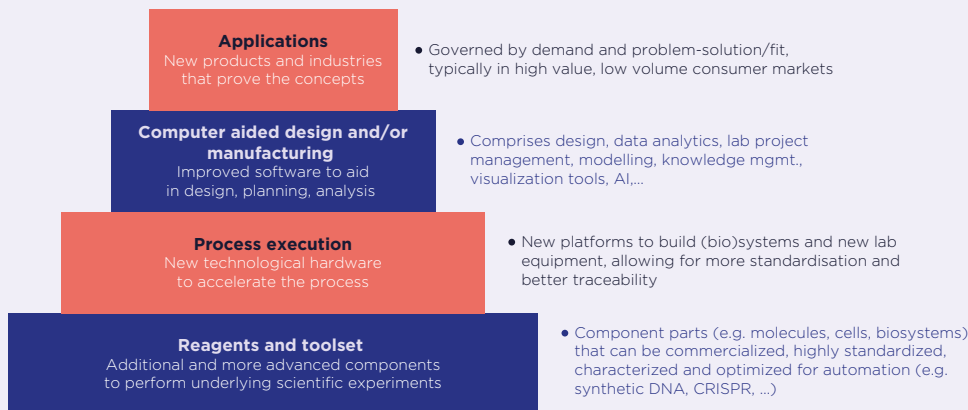 Applications
New products and industries
that prove the concepts
• Governed by demand and problem-solution/fit,
typically in high value, low volume consumer markets
Computer aided design and/or
manufacturing
Improved software to aid
in design, planning, analysis
• Comprises design, data analytics, lab project
management, modelling, knowledge mgmt.,
visualization tools, AI,...
Process execution
New technological hardware
to accelerate the process
• New platforms to build (bio)systems and new lab
equipment, allowing for more standardisation and
better traceability
Reagents and toolset
Additional and more advanced components
to perform underlying scientific experiments
• Component parts (e.g. molecules, cells, biosystems)
that can be commercialized, highly standardized,
characterized and optimized for automation (e.g.
synthetic DNA, CRISPR, ...)